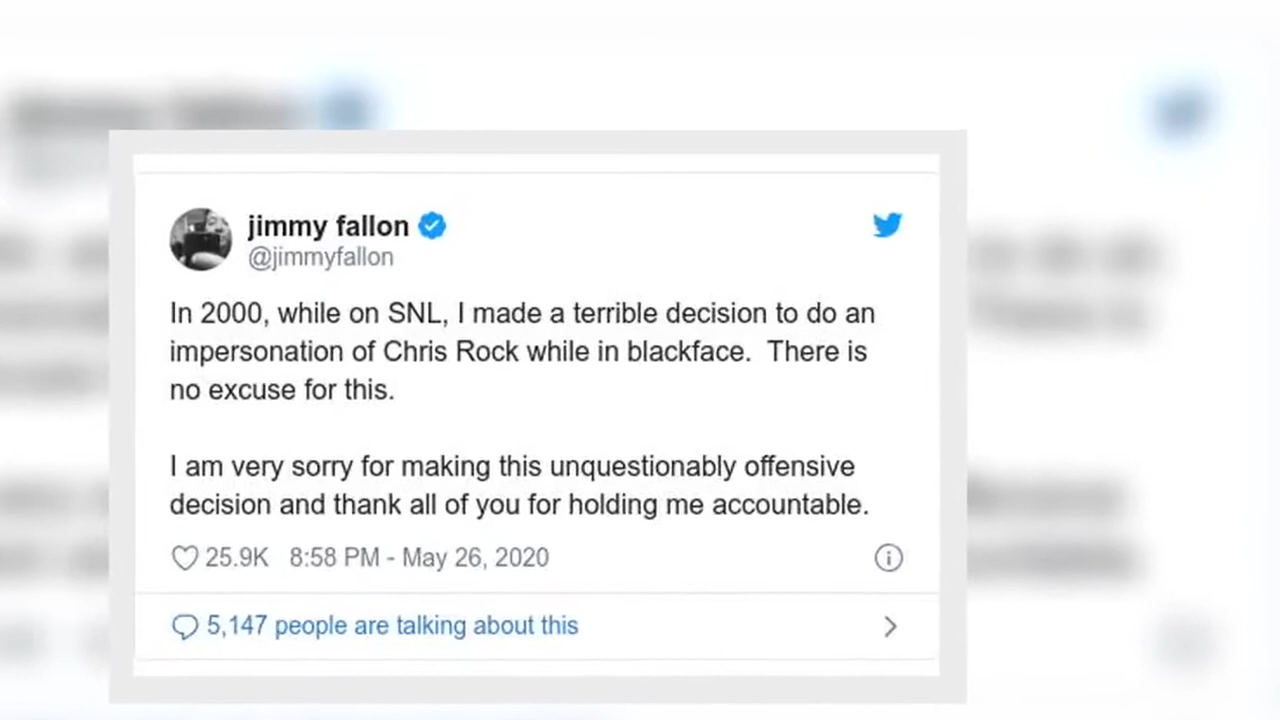 jimmy fallon
@jimmyfallon
In 2000, while on SNL, I made a terrible decision to do an
impersonation of Chris Rock while in blackface.  There is
no excuse for this.
I am very sorry for making this unquestionably offensive
decision and thank all of you for holding me accountable.
25.9K 8:58 PM - May 26, 2020
5,147 people are talking about this